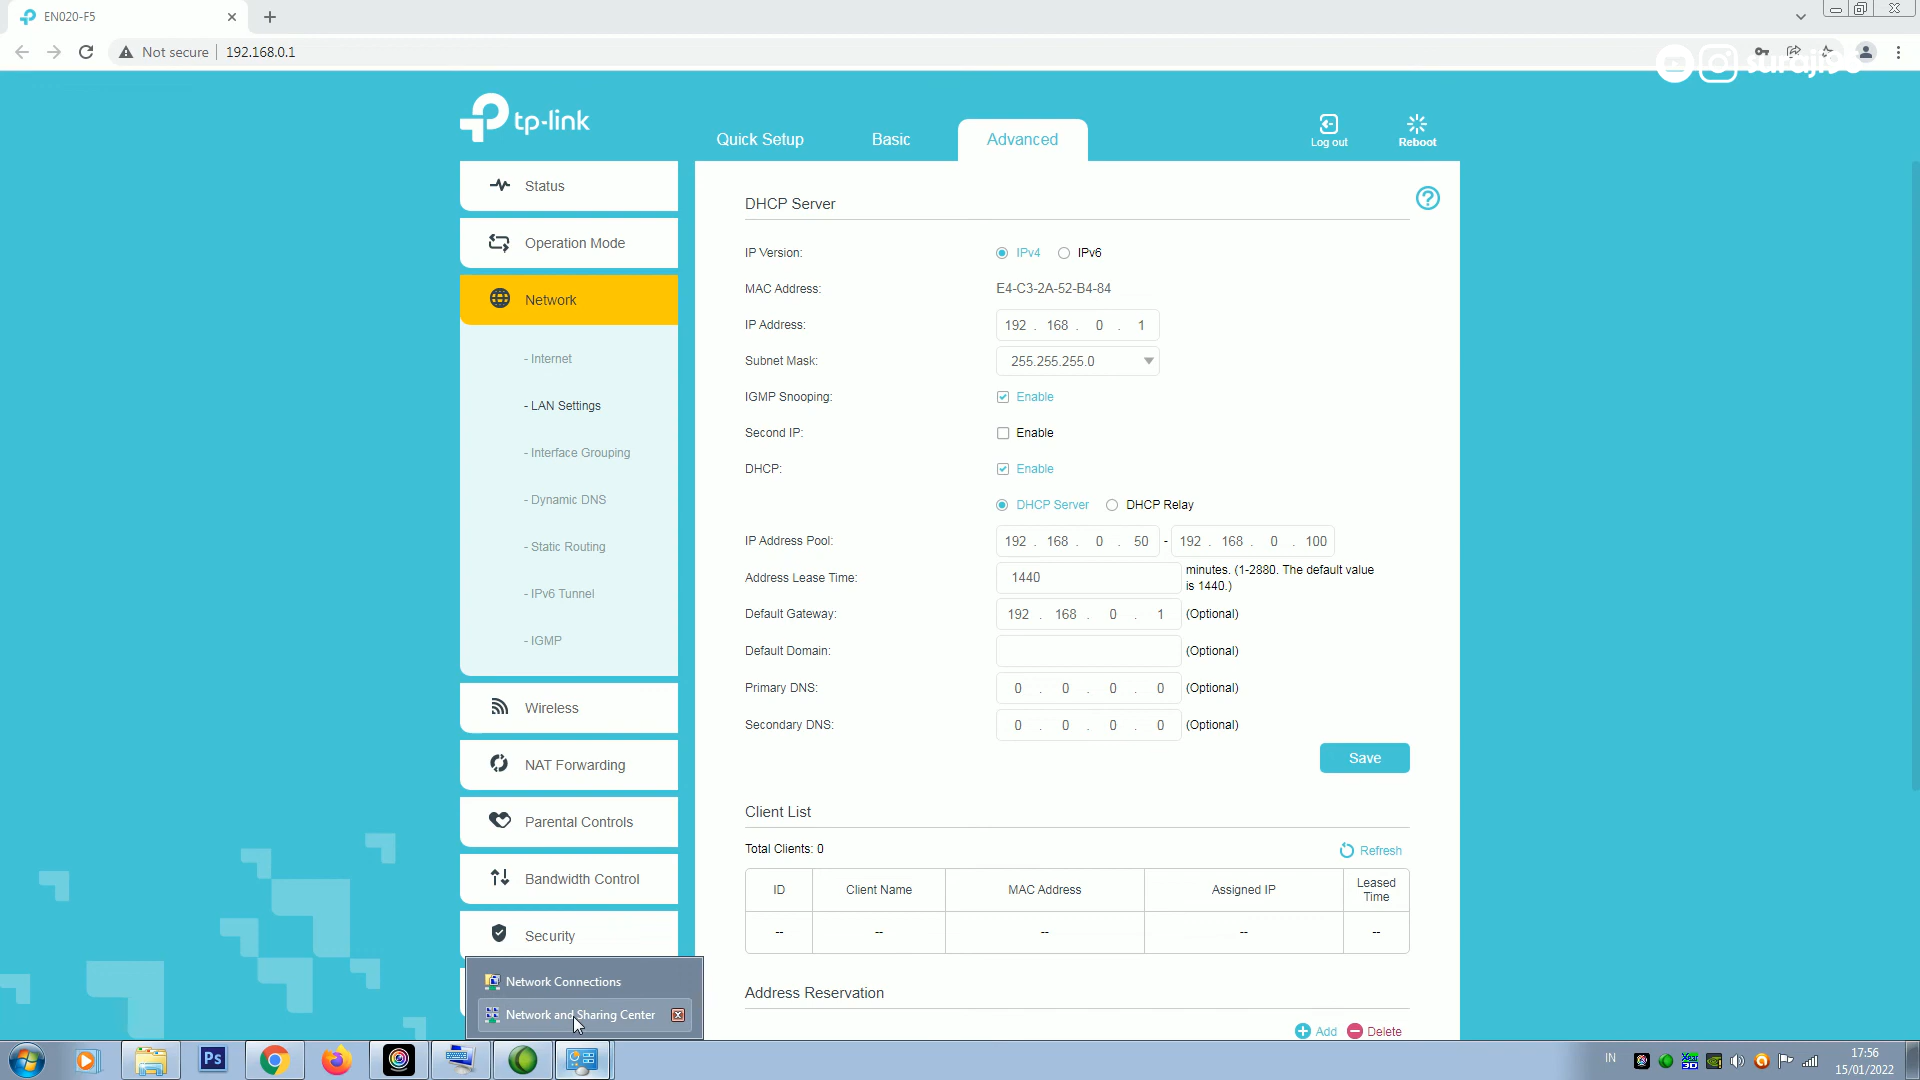 EN020-F5
Not secure
192.168.0.1
tp-link
Quick Setup
Basic
Advanced
Log out
Reboot
Status
Operation Mode
Network
- Internet
- LAN Settings
- Interface Grouping
- Dynamic DNS
- Static Routing
- IPv6 Tunnel
- IGMP
Wireless
NAT Forwarding
Parental Controls
Bandwidth Control
Security
DHCP Server
IP Version: IPv4 IPv6
MAC Address: E4-C3-2A-52-B4-84
IP Address: 192 . 168 . 0 . 1
Subnet Mask: 255.255.255.0
IGMP Snooping: Enable
Second IP: Enable
DHCP: Enable
DHCP Server DHCP Relay
IP Address Pool: 192 . 168 . 0 . 50 - 192 . 168 . 0 . 100
Address Lease Time: 1440 minutes. (1-2880. The default value
is 1440.)
Default Gateway: 192 . 168 . 0 . 1 (Optional)
Default Domain: (Optional)
Primary DNS: 0 . 0 . 0 . 0 (Optional)
Secondary DNS: 0 . 0 . 0 . 0 (Optional)
Save
Client List
Total Clients: 0
Refresh
ID Client Name MAC Address Assigned IP Leased
Time
-- -- -- -- --
Address Reservation
Add Delete
Network Connections
Network and Sharing Center
Ps
IN
17:56
15/01/2022